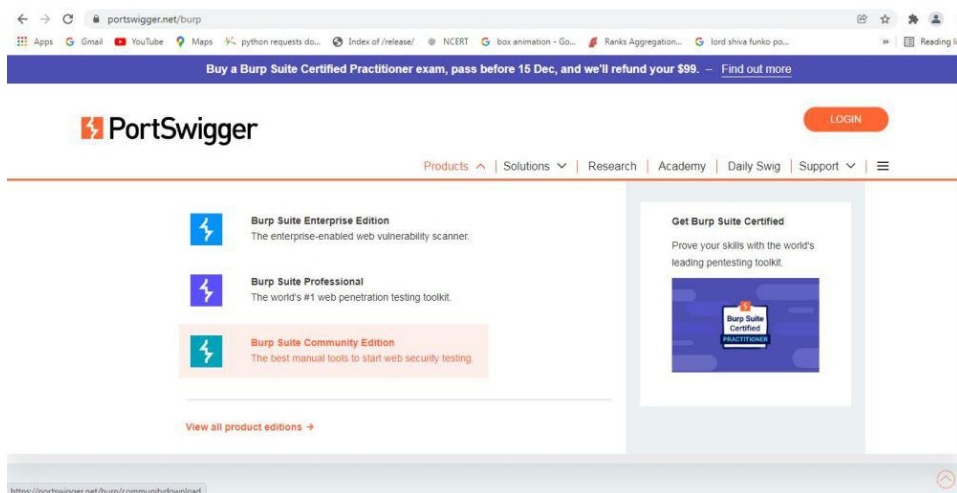 portswigger.net/burp
Apps Gmail YouTube Maps python requests do... Index of /release/ NCERT box animation - Go... Ranks Aggregation... lord shiva funko po... » Reading li
Buy a Burp Suite Certified Practitioner exam, pass before 15 Dec, and we'll refund your $99. – Find out more
PortSwigger
LOGIN
Products | Solutions | Research | Academy | Daily Swig | Support |
Burp Suite Enterprise Edition
The enterprise-enabled web vulnerability scanner.
Burp Suite Professional
The world's #1 web penetration testing toolkit.
Burp Suite Community Edition
The best manual tools to start web security testing.
View all product editions →
Get Burp Suite Certified
Prove your skills with the world's
leading pentesting toolkit.
Burp Suite
Certified
PRACTITIONER
https://portswigger.net/burp/communitydownload